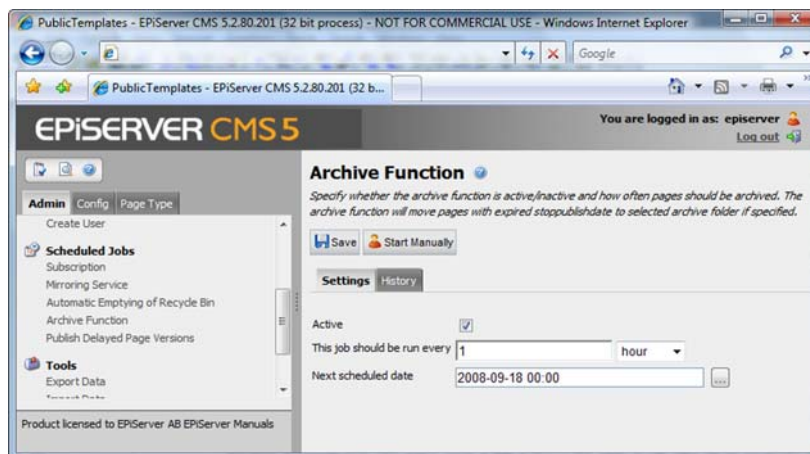 PublicTemplates - EPiServer CMS 5.2.80.201 (32 bit process) - NOT FOR COMMERCIAL USE - Windows Internet Explorer
Google
PublicTemplates - EPiServer CMS 5.2.80.201 (32 b...
EPiSERVER CMS 5
You are logged in as: episerver
Log out
Admin Config Page Type
Create User
Scheduled Jobs
Subscription
Mirroring Service
Automatic Emptying of Recycle Bin
Archive Function
Publish Delayed Page Versions
Tools
Export Data
Import Data
Product licensed to EPiServer AB EPiServer Manuals
Archive Function
Specify whether the archive function is active/inactive and how often pages should be archived. The
archive function will move pages with expired stoppublishdate to selected archive folder if specified.
Save Start Manually
Settings History
Active
This job should be run every 1 hour
Next scheduled date 2008-09-18 00:00 ...